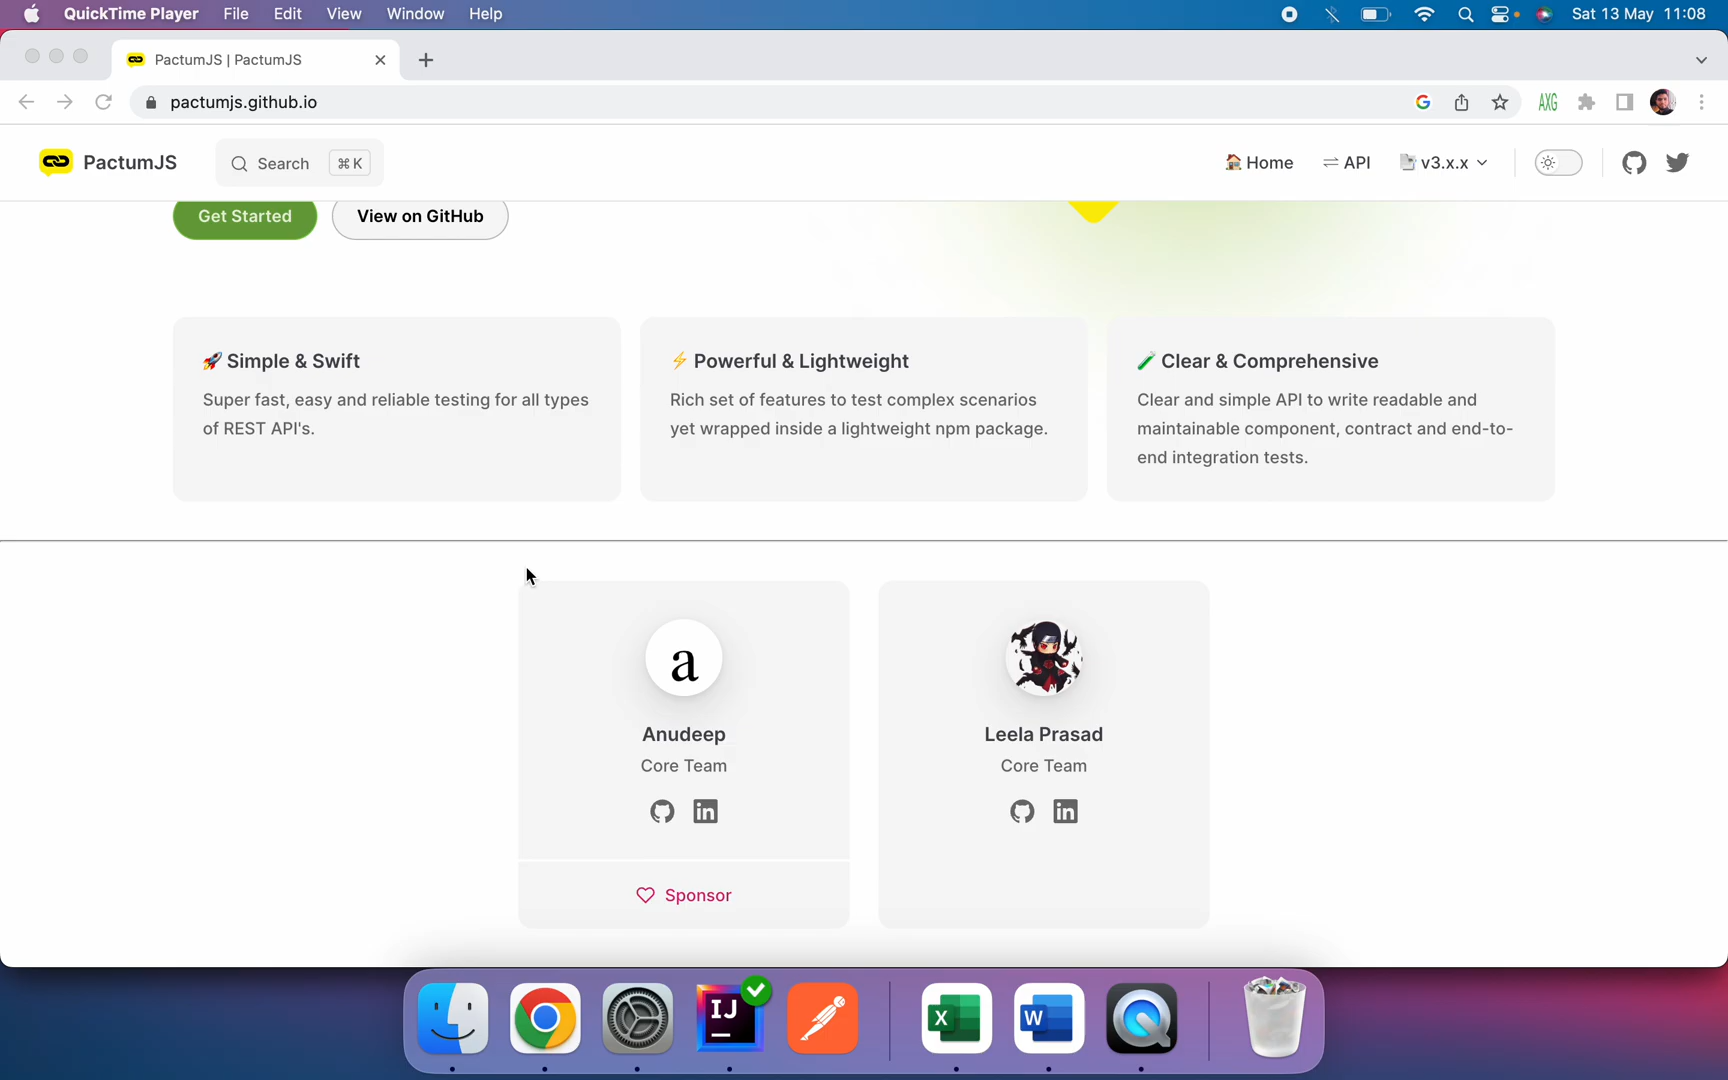 QuickTime Player File Edit View Window Help Sat 13 May 11:08
PactumJS | PactumJS
pactumjs.github.io AXG
PactumJS Search ⌘ K Home API v3.x.x
Get Started View on GitHub
Simple & Swift
Super fast, easy and reliable testing for all types
of REST API's.
Powerful & Lightweight
Rich set of features to test complex scenarios
yet wrapped inside a lightweight npm package.
Clear & Comprehensive
Clear and simple API to write readable and
maintainable component, contract and end-to-
end integration tests.
a
Anudeep
Core Team
in
Sponsor
Leela Prasad
Core Team
in
IJ X W